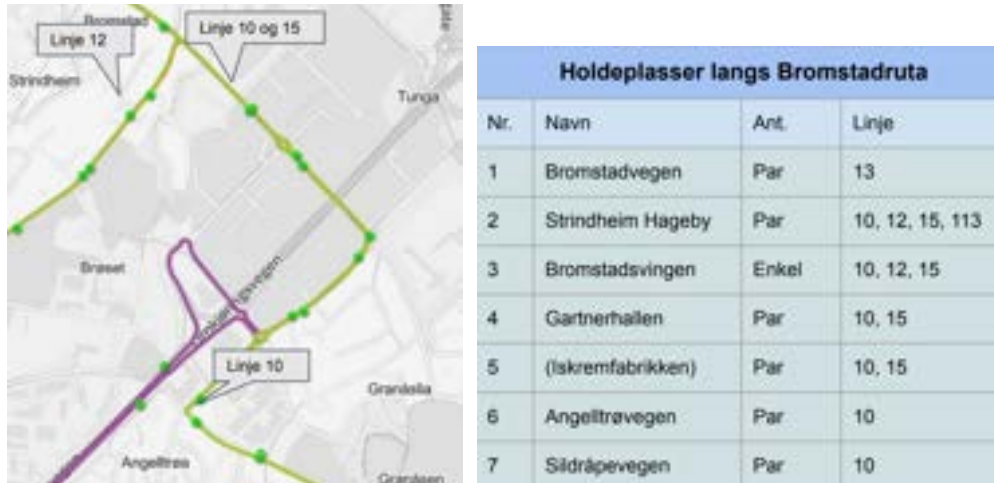 Bromstad
Linje 12
Linje 10 og 15
Strindheim
Tunga
Brøset
Linje 10
Granåslia
Angelltrøa
Granåsen
Holdeplasser langs Bromstadruta
Nr. Navn Ant. Linje
1 Bromstadvegen Par 13
2 Strindheim Hageby Par 10, 12, 15, 113
3 Bromstadsvingen Enkel 10, 12, 15
4 Gartnerhallen Par 10, 15
5 (Iskremfabrikken) Par 10, 15
6 Angelltrøvegen Par 10
7 Sildråpevegen Par 10